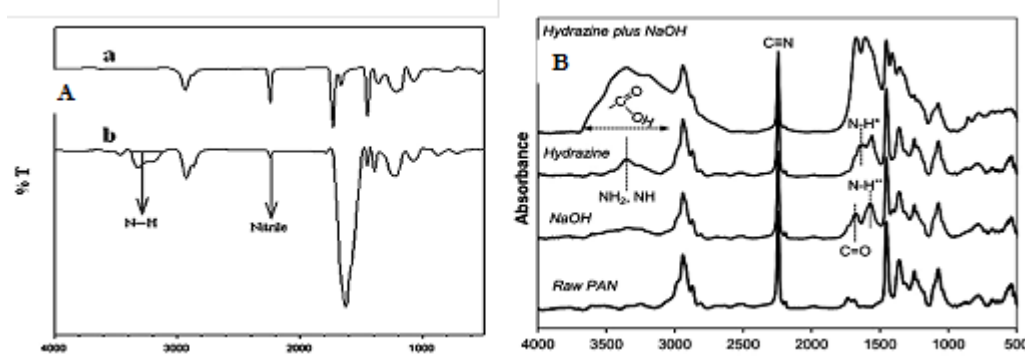 A
a
b
% T
N—H
Nitrile
4000
3000
2000
1000
B
Hydrazine plus NaOH
C≡N
C
O
OH
Hydrazine
N-H*
NH₂, NH
N-H**
NaOH
C=O
Raw PAN
Absorbance
4000
3500
3000
2500
2000
1500
1000
500